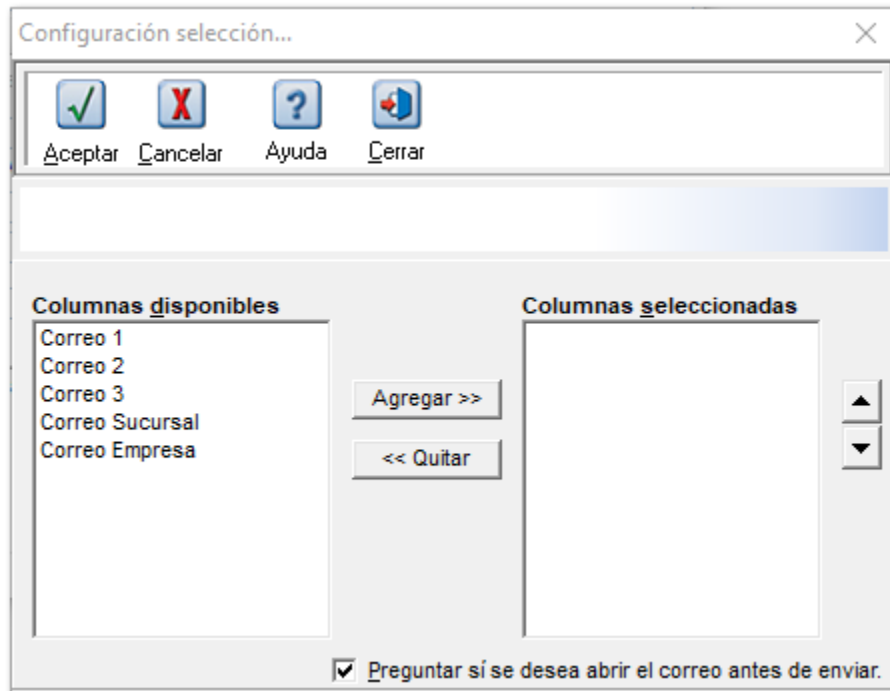 Configuración selección...
Aceptar Cancelar Ayuda Cerrar
Columnas disponibles
Correo 1
Correo 2
Correo 3
Correo Sucursal
Correo Empresa
Agregar >>
<< Quitar
Columnas seleccionadas
Preguntar sí se desea abrir el correo antes de enviar.